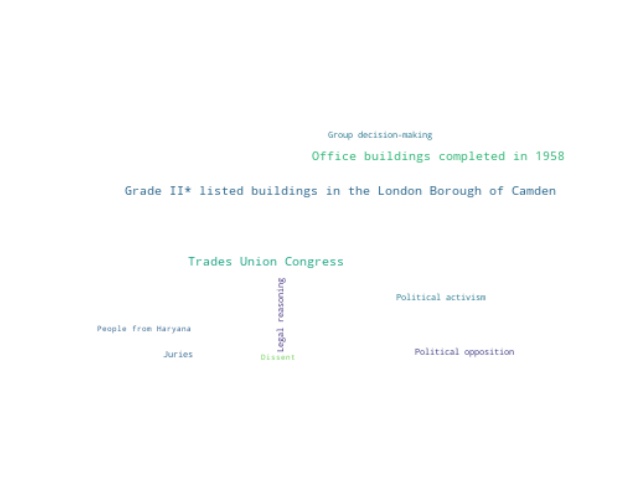 Group decision-making
Office buildings completed in 1958
Grade II* listed buildings in the London Borough of Camden
Trades Union Congress
Legal reasoning
Political activism
People from Haryana
Juries
Dissent
Political opposition